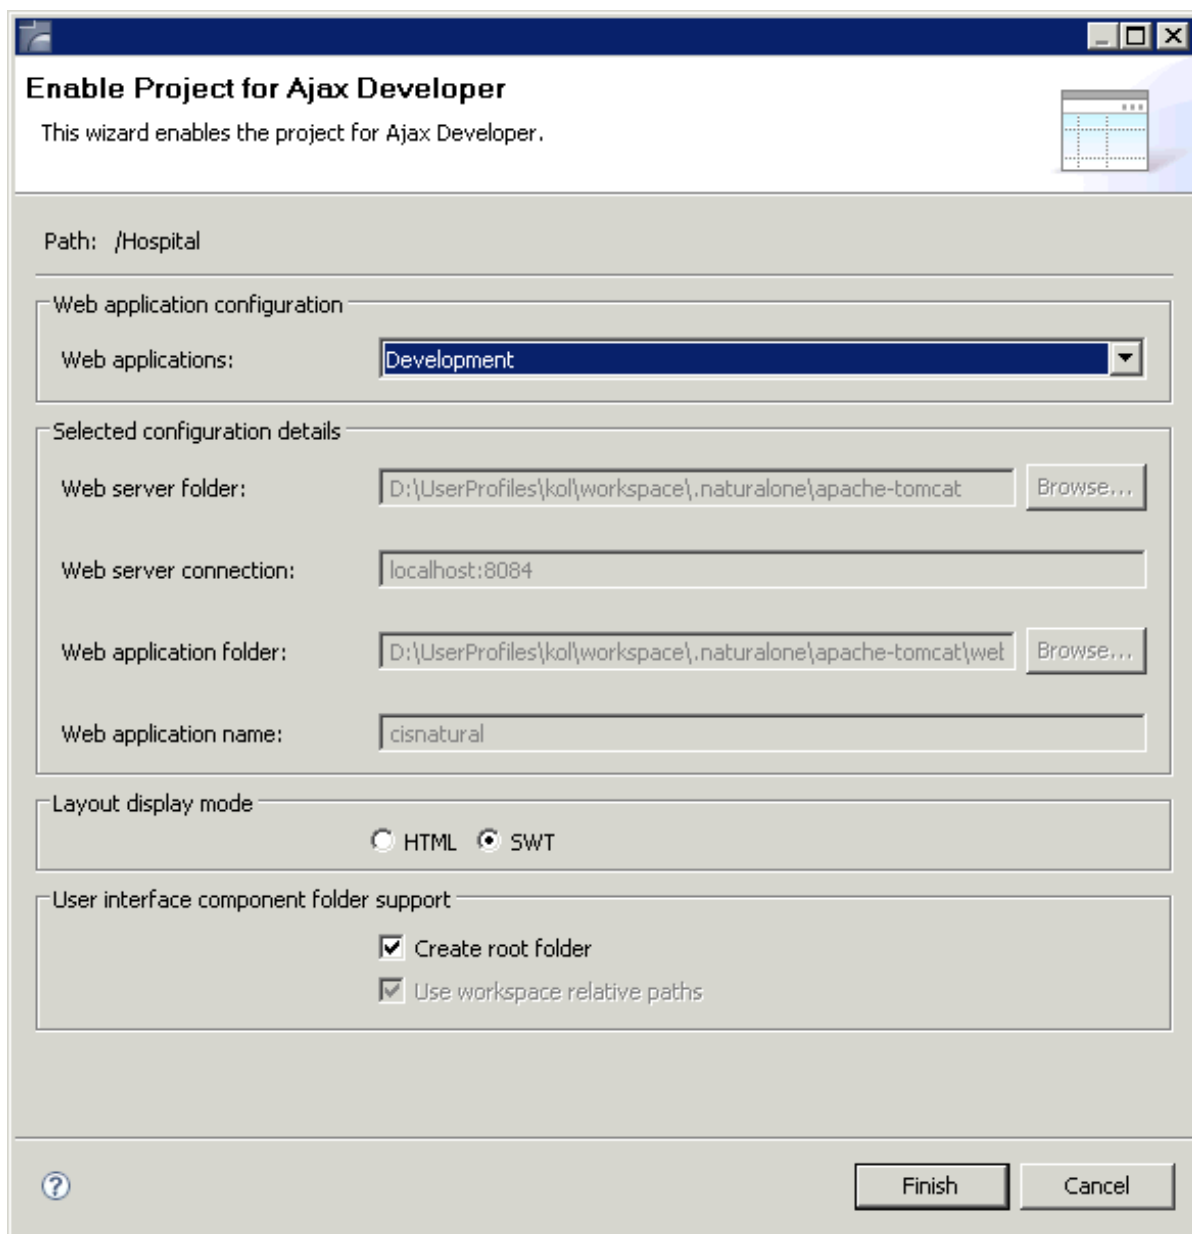 Enable Project for Ajax Developer
This wizard enables the project for Ajax Developer.
Path: /Hospital
Web application configuration
Web applications: Development
Selected configuration details
Web server folder: D:\UserProfiles\kol\workspace\.naturalone\apache-tomcat Browse...
Web server connection: localhost:8084
Web application folder: D:\UserProfiles\kol\workspace\.naturalone\apache-tomcat\wet Browse...
Web application name: cisnatural
Layout display mode
HTML SWT
User interface component folder support
Create root folder
Use workspace relative paths
? Finish Cancel